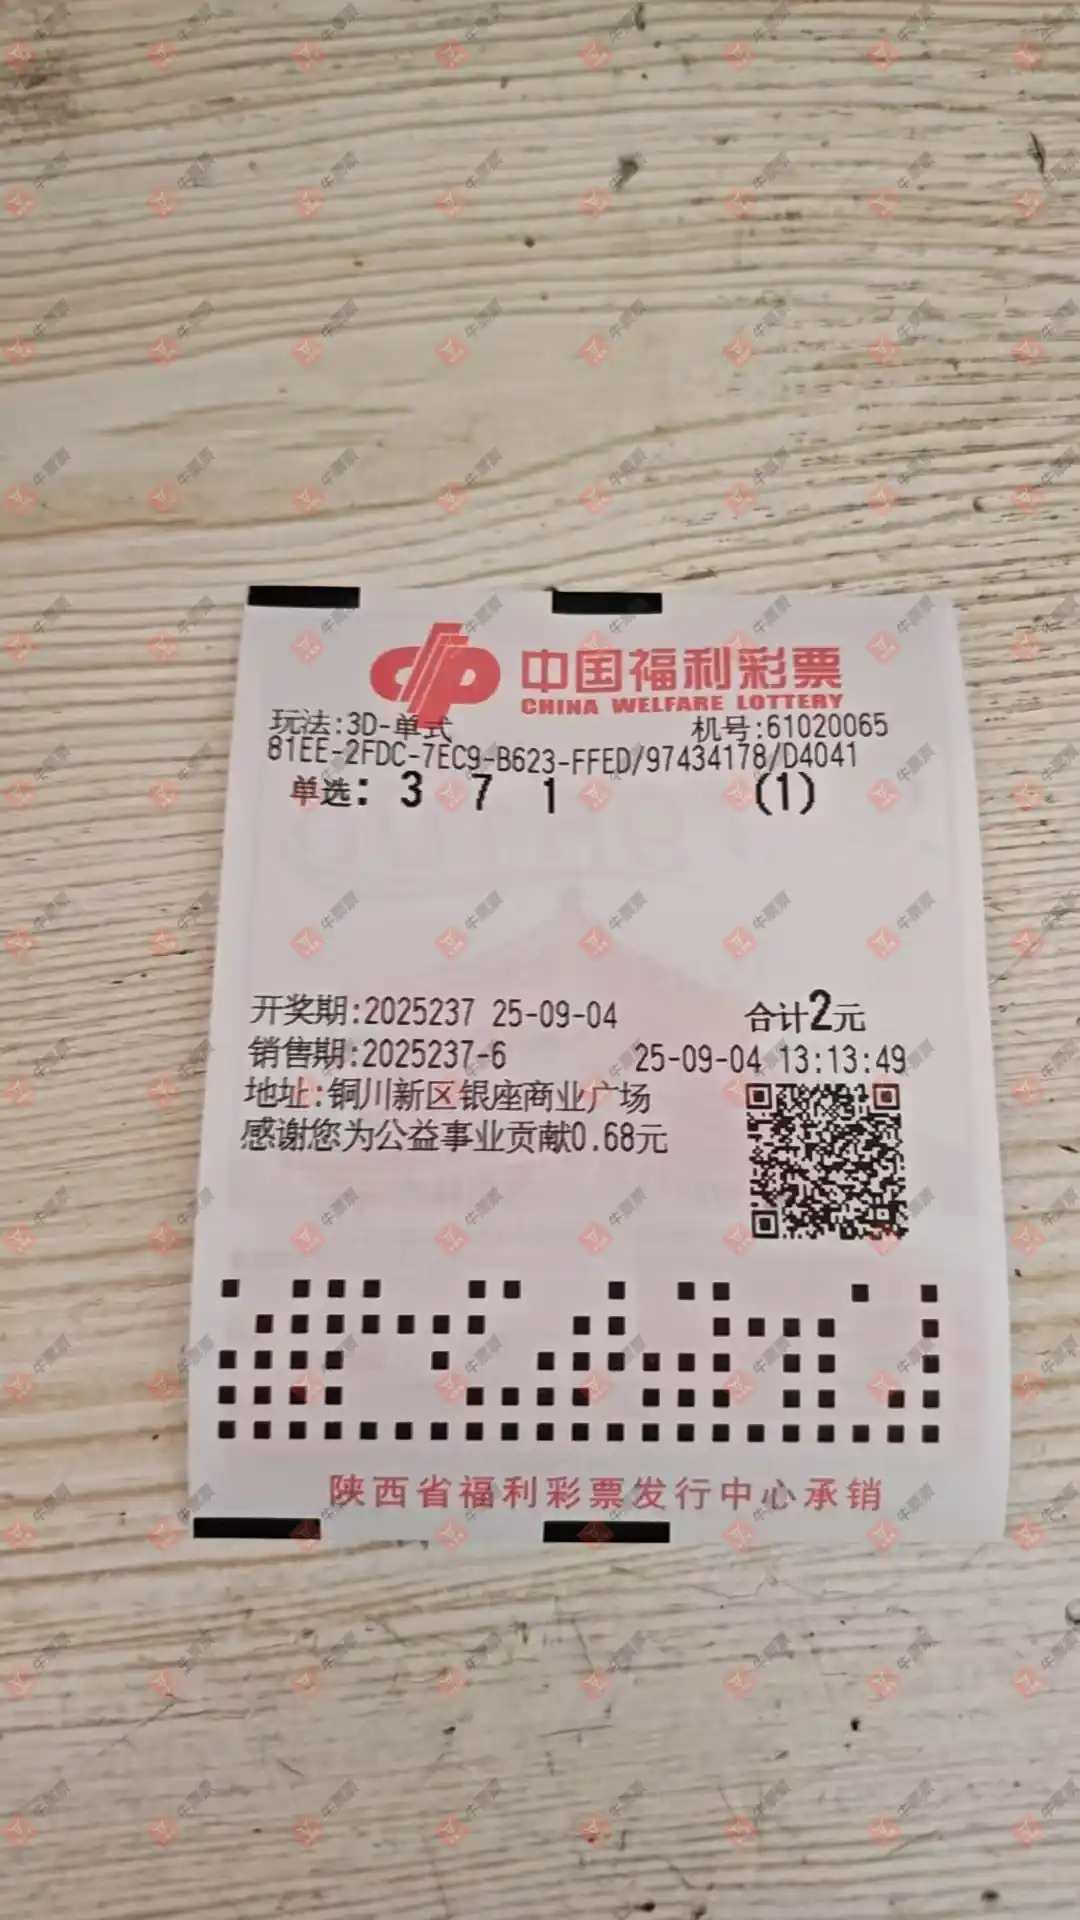 中国福利彩票
CHINA WELFARE LOTTERY
玩法:3D-单式 机号:61020065
81EE-2FDC-7EC9-B623-FFED/97434178/D4041
单选: 3 7 1 (1)
开奖期:2025237 25-09-04 合计2元
销售期:2025237-6 25-09-04 13:13:49
地址:铜川新区银座商业广场
感谢您为公益事业贡献0.68元
陕西省福利彩票发行中心承销
牛票票